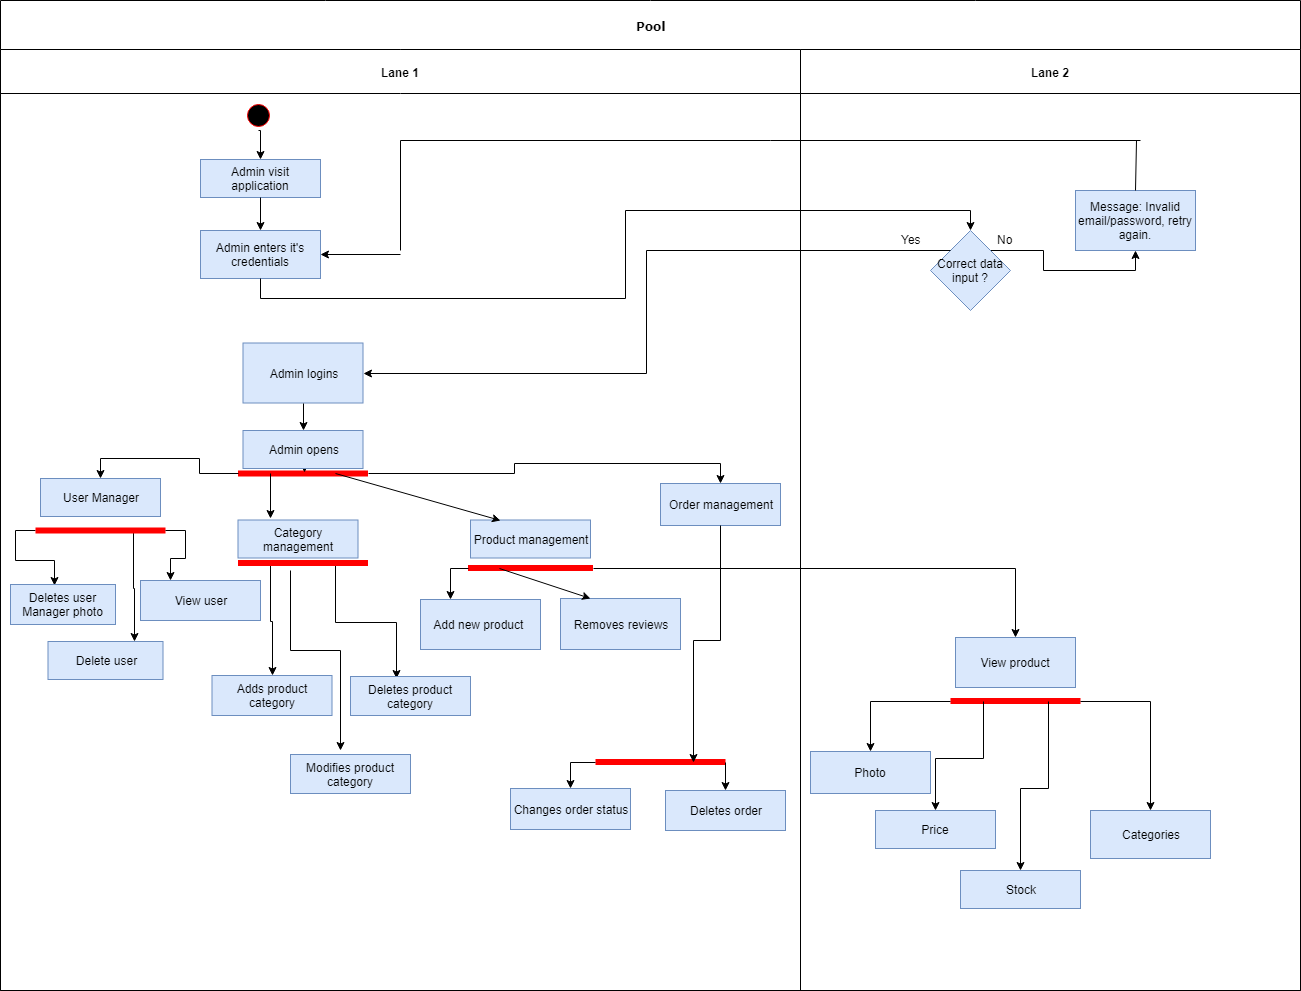 Pool
Lane 1
Lane 2
Admin visit
application
Message: Invalid
email/password, retry
again.
Admin enters it's
credentials
Yes
No
Correct data
input ?
Admin logins
Admin opens
User Manager
Order management
Category
management
Product management
Deletes user
Manager photo
View user
Add new product
Removes reviews
Delete user
View product
Adds product
category
Deletes product
category
Modifies product
category
Photo
Changes order status
Deletes order
Price
Categories
Stock